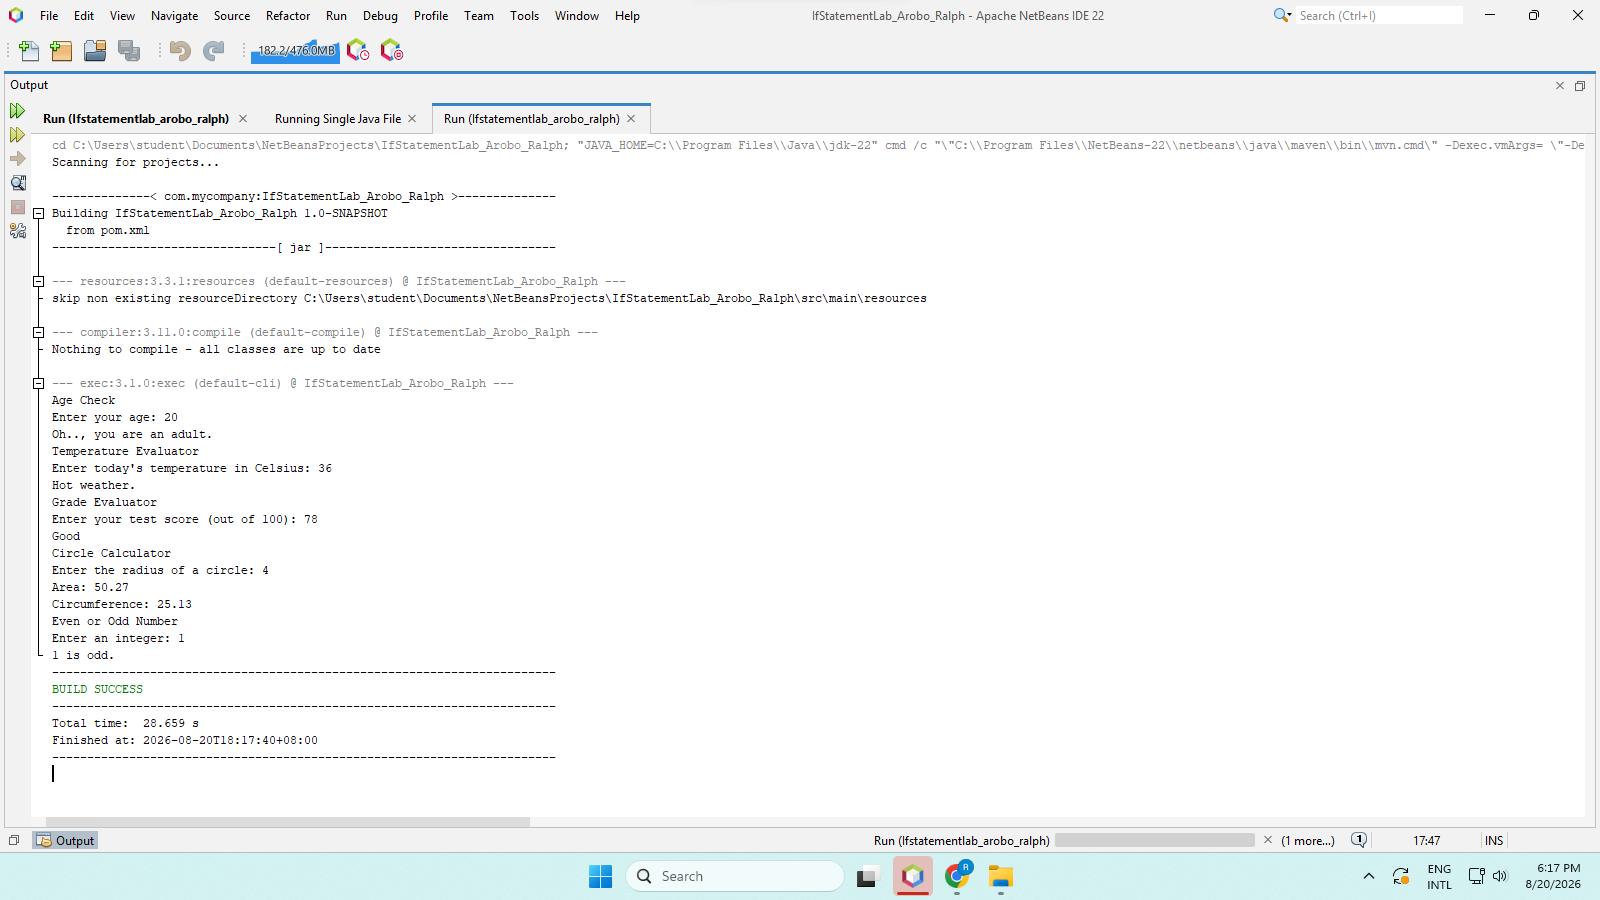 File Edit View Navigate Source Refactor Run Debug Profile Team Tools Window Help
IfStatementLab_Arobo_Ralph - Apache NetBeans IDE 22
Search (Ctrl+I)
182.2/476.0MB
Output
Run (Ifstatementlab_arobo_ralph) Running Single Java File Run (Ifstatementlab_arobo_ralph)
cd C:\Users\student\Documents\NetBeansProjects\IfStatementLab_Arobo_Ralph; "JAVA_HOME=C:\\Program Files\\Java\\jdk-22" cmd /c "\"C:\\Program Files\\NetBeans-22\\netbeans\\java\\maven\\bin\\mvn.cmd\" -Dexec.vmArgs= \"-De
Scanning for projects...
--------------< com.mycompany:IfStatementLab_Arobo_Ralph >--------------
Building IfStatementLab_Arobo_Ralph 1.0-SNAPSHOT
from pom.xml
--------------------------------[ jar ]---------------------------------
--- resources:3.3.1:resources (default-resources) @ IfStatementLab_Arobo_Ralph ---
skip non existing resourceDirectory C:\Users\student\Documents\NetBeansProjects\IfStatementLab_Arobo_Ralph\src\main\resources
--- compiler:3.11.0:compile (default-compile) @ IfStatementLab_Arobo_Ralph ---
Nothing to compile - all classes are up to date
--- exec:3.1.0:exec (default-cli) @ IfStatementLab_Arobo_Ralph ---
Age Check
Enter your age: 20
Oh.., you are an adult.
Temperature Evaluator
Enter today's temperature in Celsius: 36
Hot weather.
Grade Evaluator
Enter your test score (out of 100): 78
Good
Circle Calculator
Enter the radius of a circle: 4
Area: 50.27
Circumference: 25.13
Even or Odd Number
Enter an integer: 1
1 is odd.
------------------------------------------------------------------------
BUILD SUCCESS
------------------------------------------------------------------------
Total time:  28.659 s
Finished at: 2026-08-20T18:17:40+08:00
------------------------------------------------------------------------
Output
Run (Ifstatementlab_arobo_ralph) (1 more...) 1 17:47 INS
Search
R
ENG
INTL
6:17 PM
8/20/2026